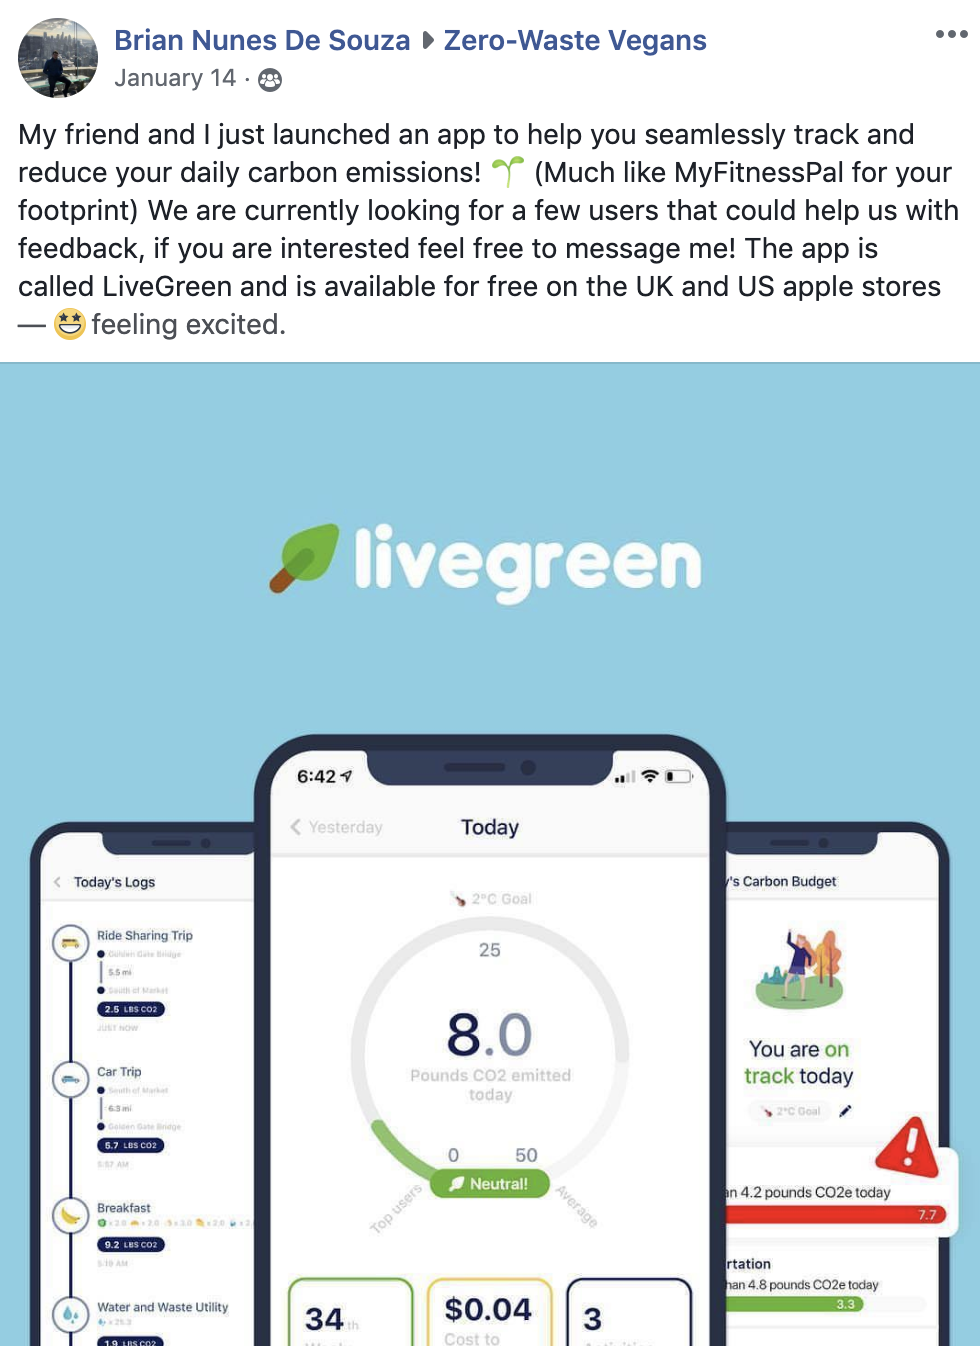 Brian Nunes De Souza ▸ Zero-Waste Vegans
January 14 ·
My friend and I just launched an app to help you seamlessly track and
reduce your daily carbon emissions! 🌱 (Much like MyFitnessPal for your
footprint) We are currently looking for a few users that could help us with
feedback, if you are interested feel free to message me! The app is
called LiveGreen and is available for free on the UK and US apple stores
— 🤩 feeling excited.
livegreen
6:42
Yesterday
Today
2°C Goal
25
8.0
Pounds CO2 emitted
today
0 50
Neutral!
Top users
Average
34th
$0.04
Cost to
3
Today's Logs
Ride Sharing Trip
Golden Gate Bridge
5.5 mi
South of Market
2.5 LBS CO2
JUST NOW
Car Trip
South of Market
6.3 mi
Golden Gate Bridge
5.7 LBS CO2
5:57 AM
Breakfast
9.2 LBS CO2
5:19 AM
Water and Waste Utility
1.9 LBS CO2
's Carbon Budget
You are on
track today
2°C Goal
an 4.2 pounds CO2e today
7.7
rtation
han 4.8 pounds CO2e today
3.3